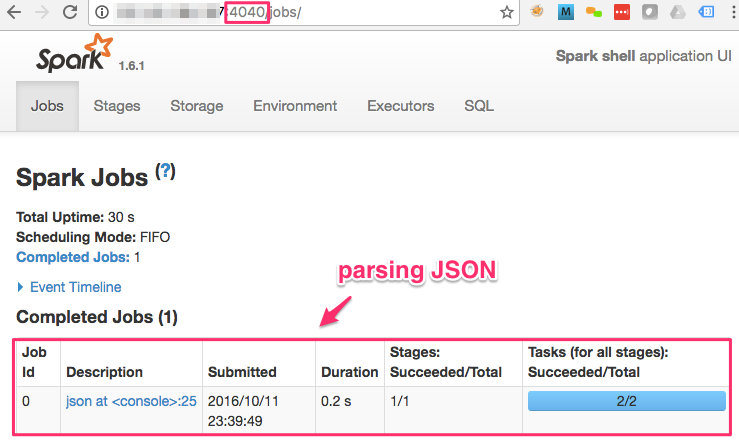 7:4040/jobs/
Spark 1.6.1
Spark shell application UI
Jobs Stages Storage Environment Executors SQL
Spark Jobs (?)
Total Uptime: 30 s
Scheduling Mode: FIFO
Completed Jobs: 1
Event Timeline
parsing JSON
Completed Jobs (1)
Job Id Description Submitted Duration Stages: Succeeded/Total Tasks (for all stages): Succeeded/Total
0 json at <console>:25 2016/10/11 23:39:49 0.2 s 1/1 2/2